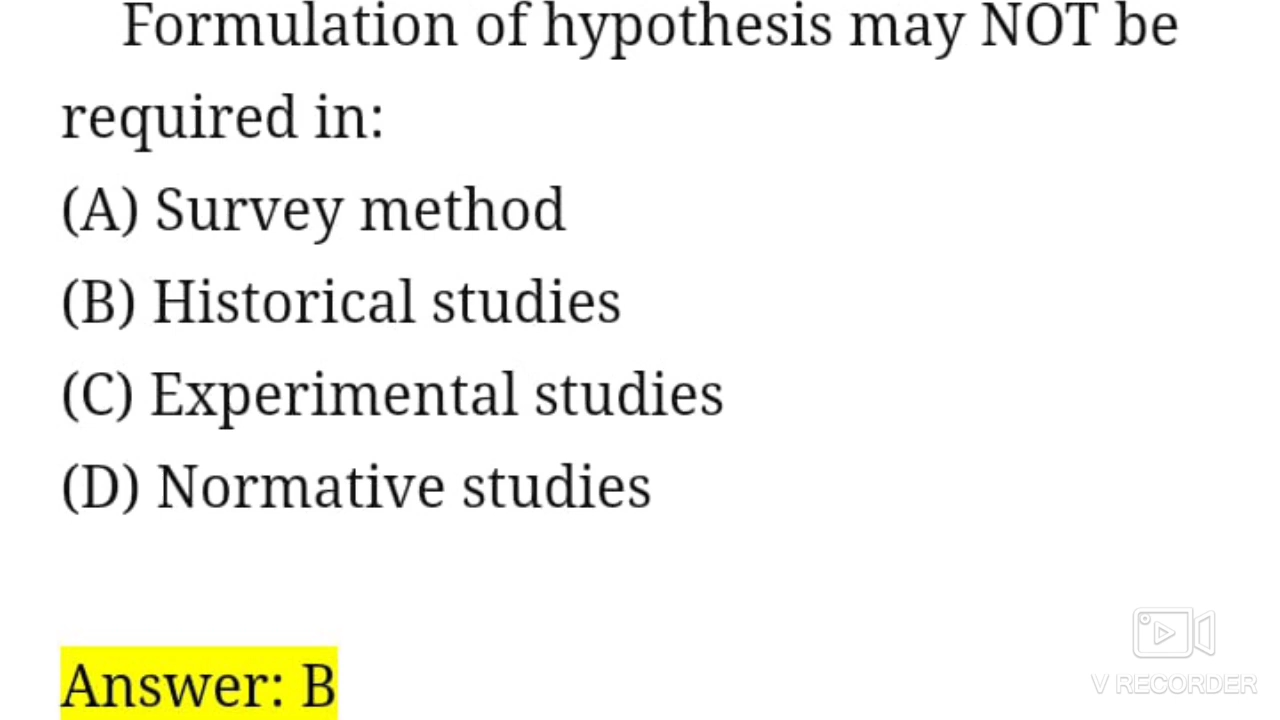 Formulation of hypothesis may NOT be
required in:
(A) Survey method
(B) Historical studies
(C) Experimental studies
(D) Normative studies
Answer: B
V RECORDER